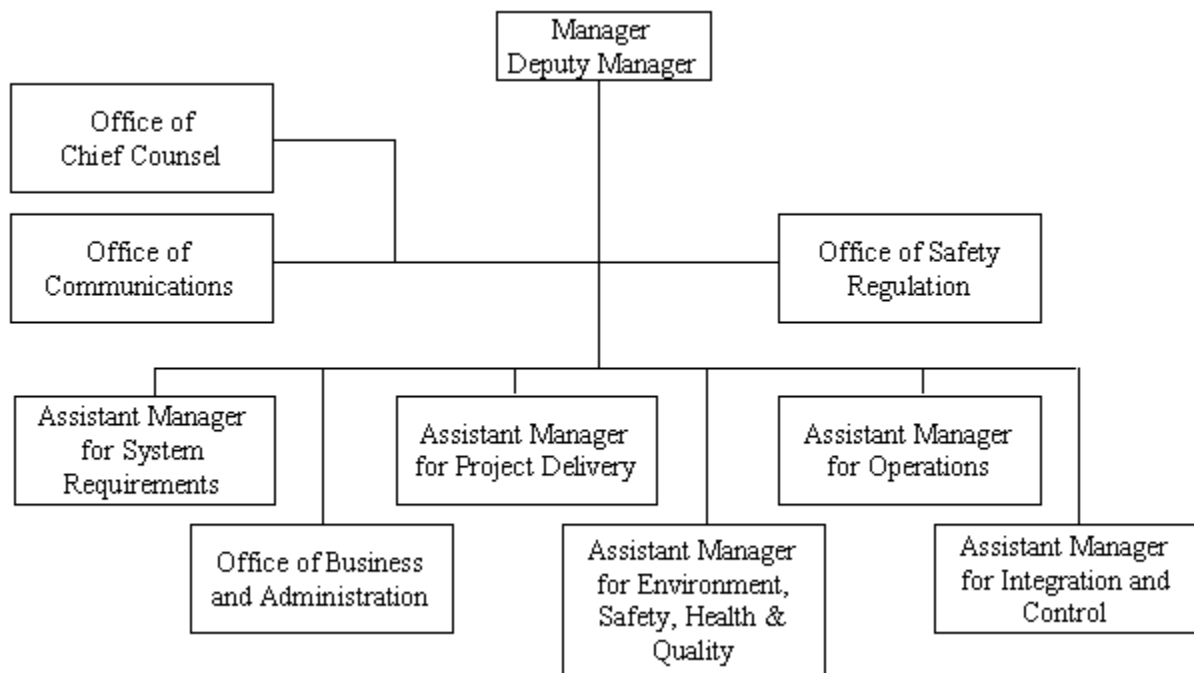 Manager
Deputy Manager
Office of
Chief Counsel
Office of
Communications
Office of Safety
Regulation
Assistant Manager
for System
Requirements
Assistant Manager
for Project Delivery
Assistant Manager
for Operations
Office of Business
and Administration
Assistant Manager
for Environment,
Safety, Health &
Quality
Assistant Manager
for Integration and
Control